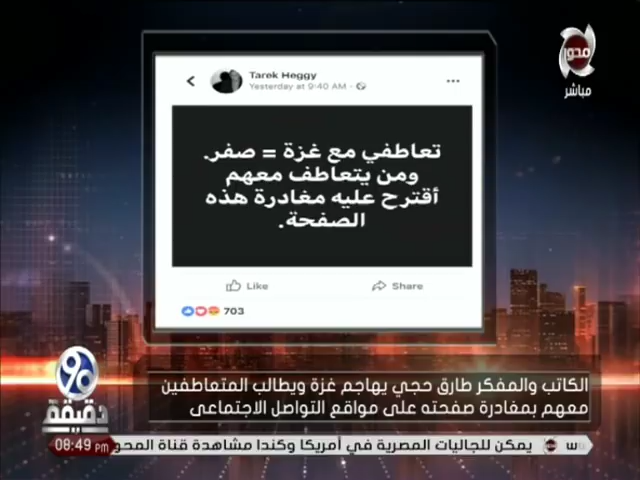 محور
مباشر
Tarek Heggy
Yesterday at 9:40 AM
تعاطفي مع غزة = صفر.
ومن يتعاطف معهم
أقترح عليه مغادرة هذه
الصفحة.
Like
Share
703
الكاتب والمفكر طارق حجي يهاجم غزة ويطالب المتعاطفين
معهم بمغادرة صفحته على مواقع التواصل الاجتماعى
90
دقيقة
08:49 PM
يمكن للجاليات المصرية في أمريكا وكندا مشاهدة قناة المحور